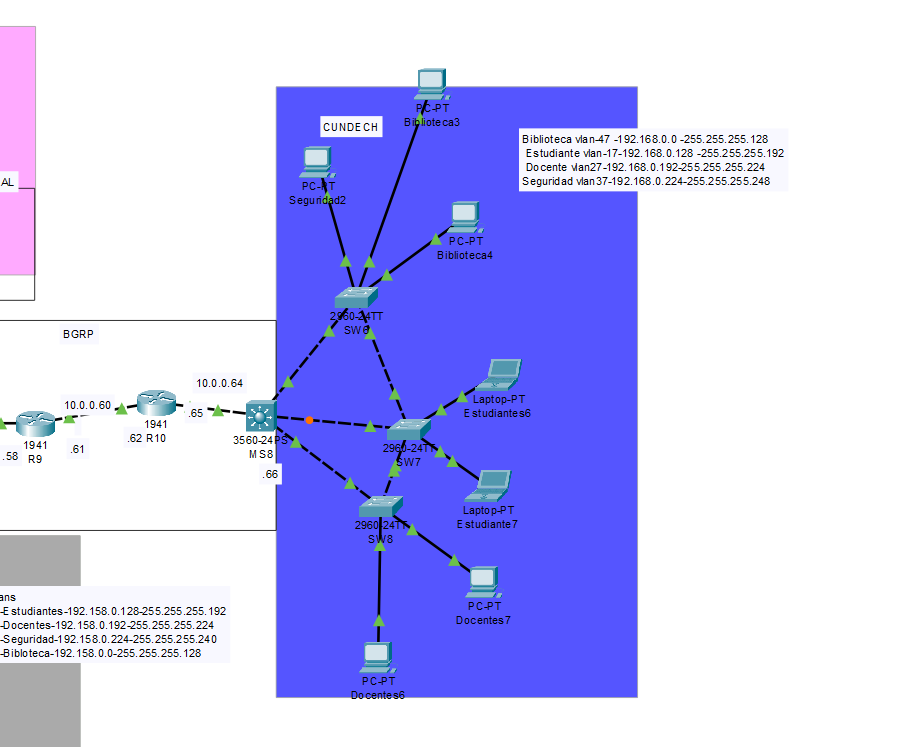 AL
CUNDECH
PC-PT
Biblioteca3
PC-PT
Seguridad2
PC-PT
Biblioteca4
Biblioteca vlan-47 -192.168.0.0 -255.255.255.128
Estudiante vlan-17-192.168.0.128 -255.255.255.192
Docente vlan27-192.168.0.192-255.255.255.224
Seguridad vlan37-192.168.0.224-255.255.255.248
2960-24TT
SW6
BGRP
10.0.0.60
10.0.0.64
.65
1941
R9
.58
.61
1941
.62 R10
3560-24PS
MS8
.66
Laptop-PT
Estudiantes6
2960-24TT
SW7
Laptop-PT
Estudiante7
2960-24TT
SW8
PC-PT
Docentes7
PC-PT
Docentes6
ans
-Estudiantes-192.158.0.128-255.255.255.192
-Docentes-192.158.0.192-255.255.255.224
-Seguridad-192.158.0.224-255.255.255.240
-Bibloteca-192.158.0.0-255.255.255.128